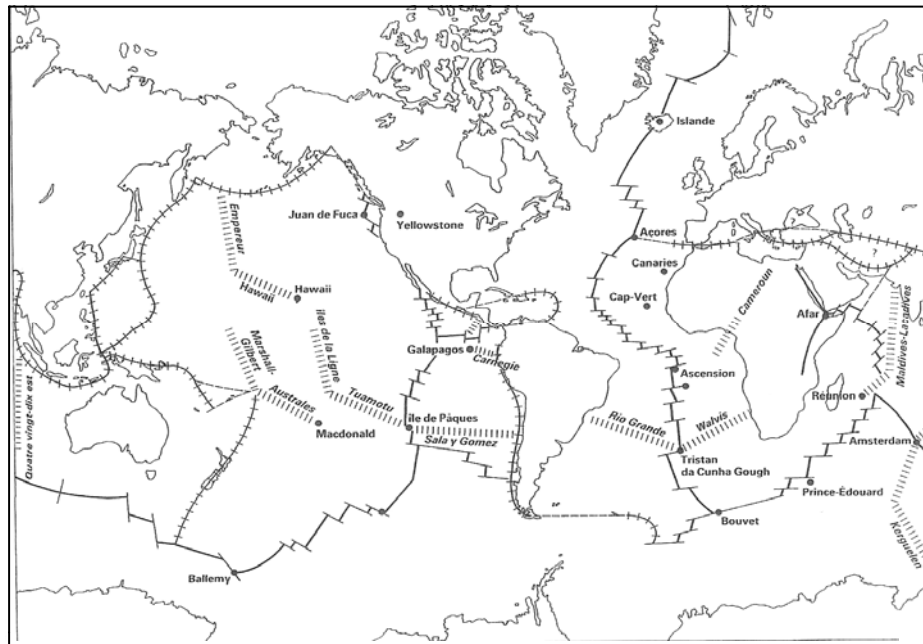 Islande
Empereur
Juan de Fuca
Yellowstone
Açores
Canaries
Cap-Vert
Cameroun
Afar
Maldives-Laquedives
Hawaii
Hawaii
îles de la Ligne
Marshall-
Gilbert
Galapagos
Carnegie
Ascension
Réunion
Quatre vingt-dix est
Australes
Tuamotu
Macdonald
île de Pâques
Sala y Gomez
Rio Grande
Walvis
Tristan
da Cunha Gough
Amsterdam
Prince-Édouard
Bouvet
Kerguelen
Ballemy
?